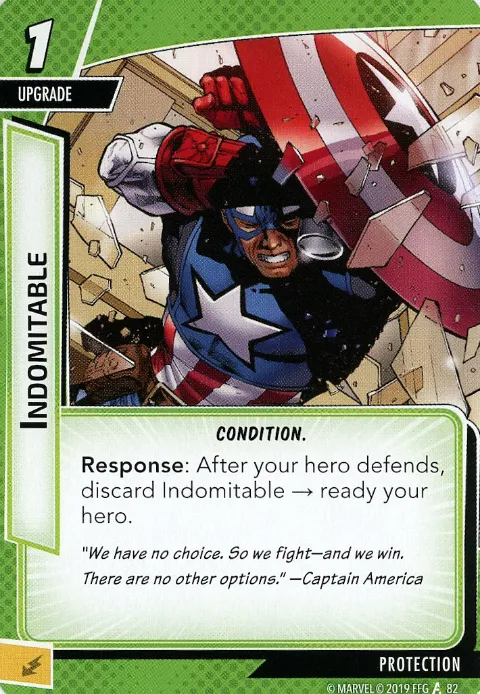 1
UPGRADE
INDOMITABLE
CONDITION.
Response: After your hero defends,
discard Indomitable → ready your
hero.
"We have no choice. So we fight—and we win.
There are no other options." —Captain America
PROTECTION
© MARVEL © 2019 FFG 82